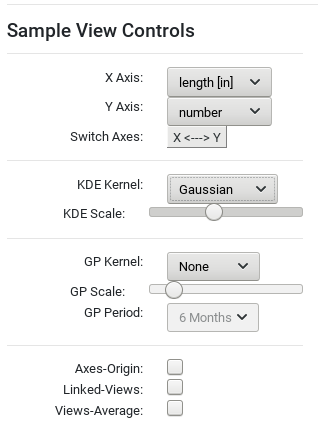 Sample View Controls
X Axis: length [in]
Y Axis: number
Switch Axes: X <---> Y
KDE Kernel: Gaussian
KDE Scale:
GP Kernel: None
GP Scale:
GP Period: 6 Months
Axes-Origin:
Linked-Views:
Views-Average: